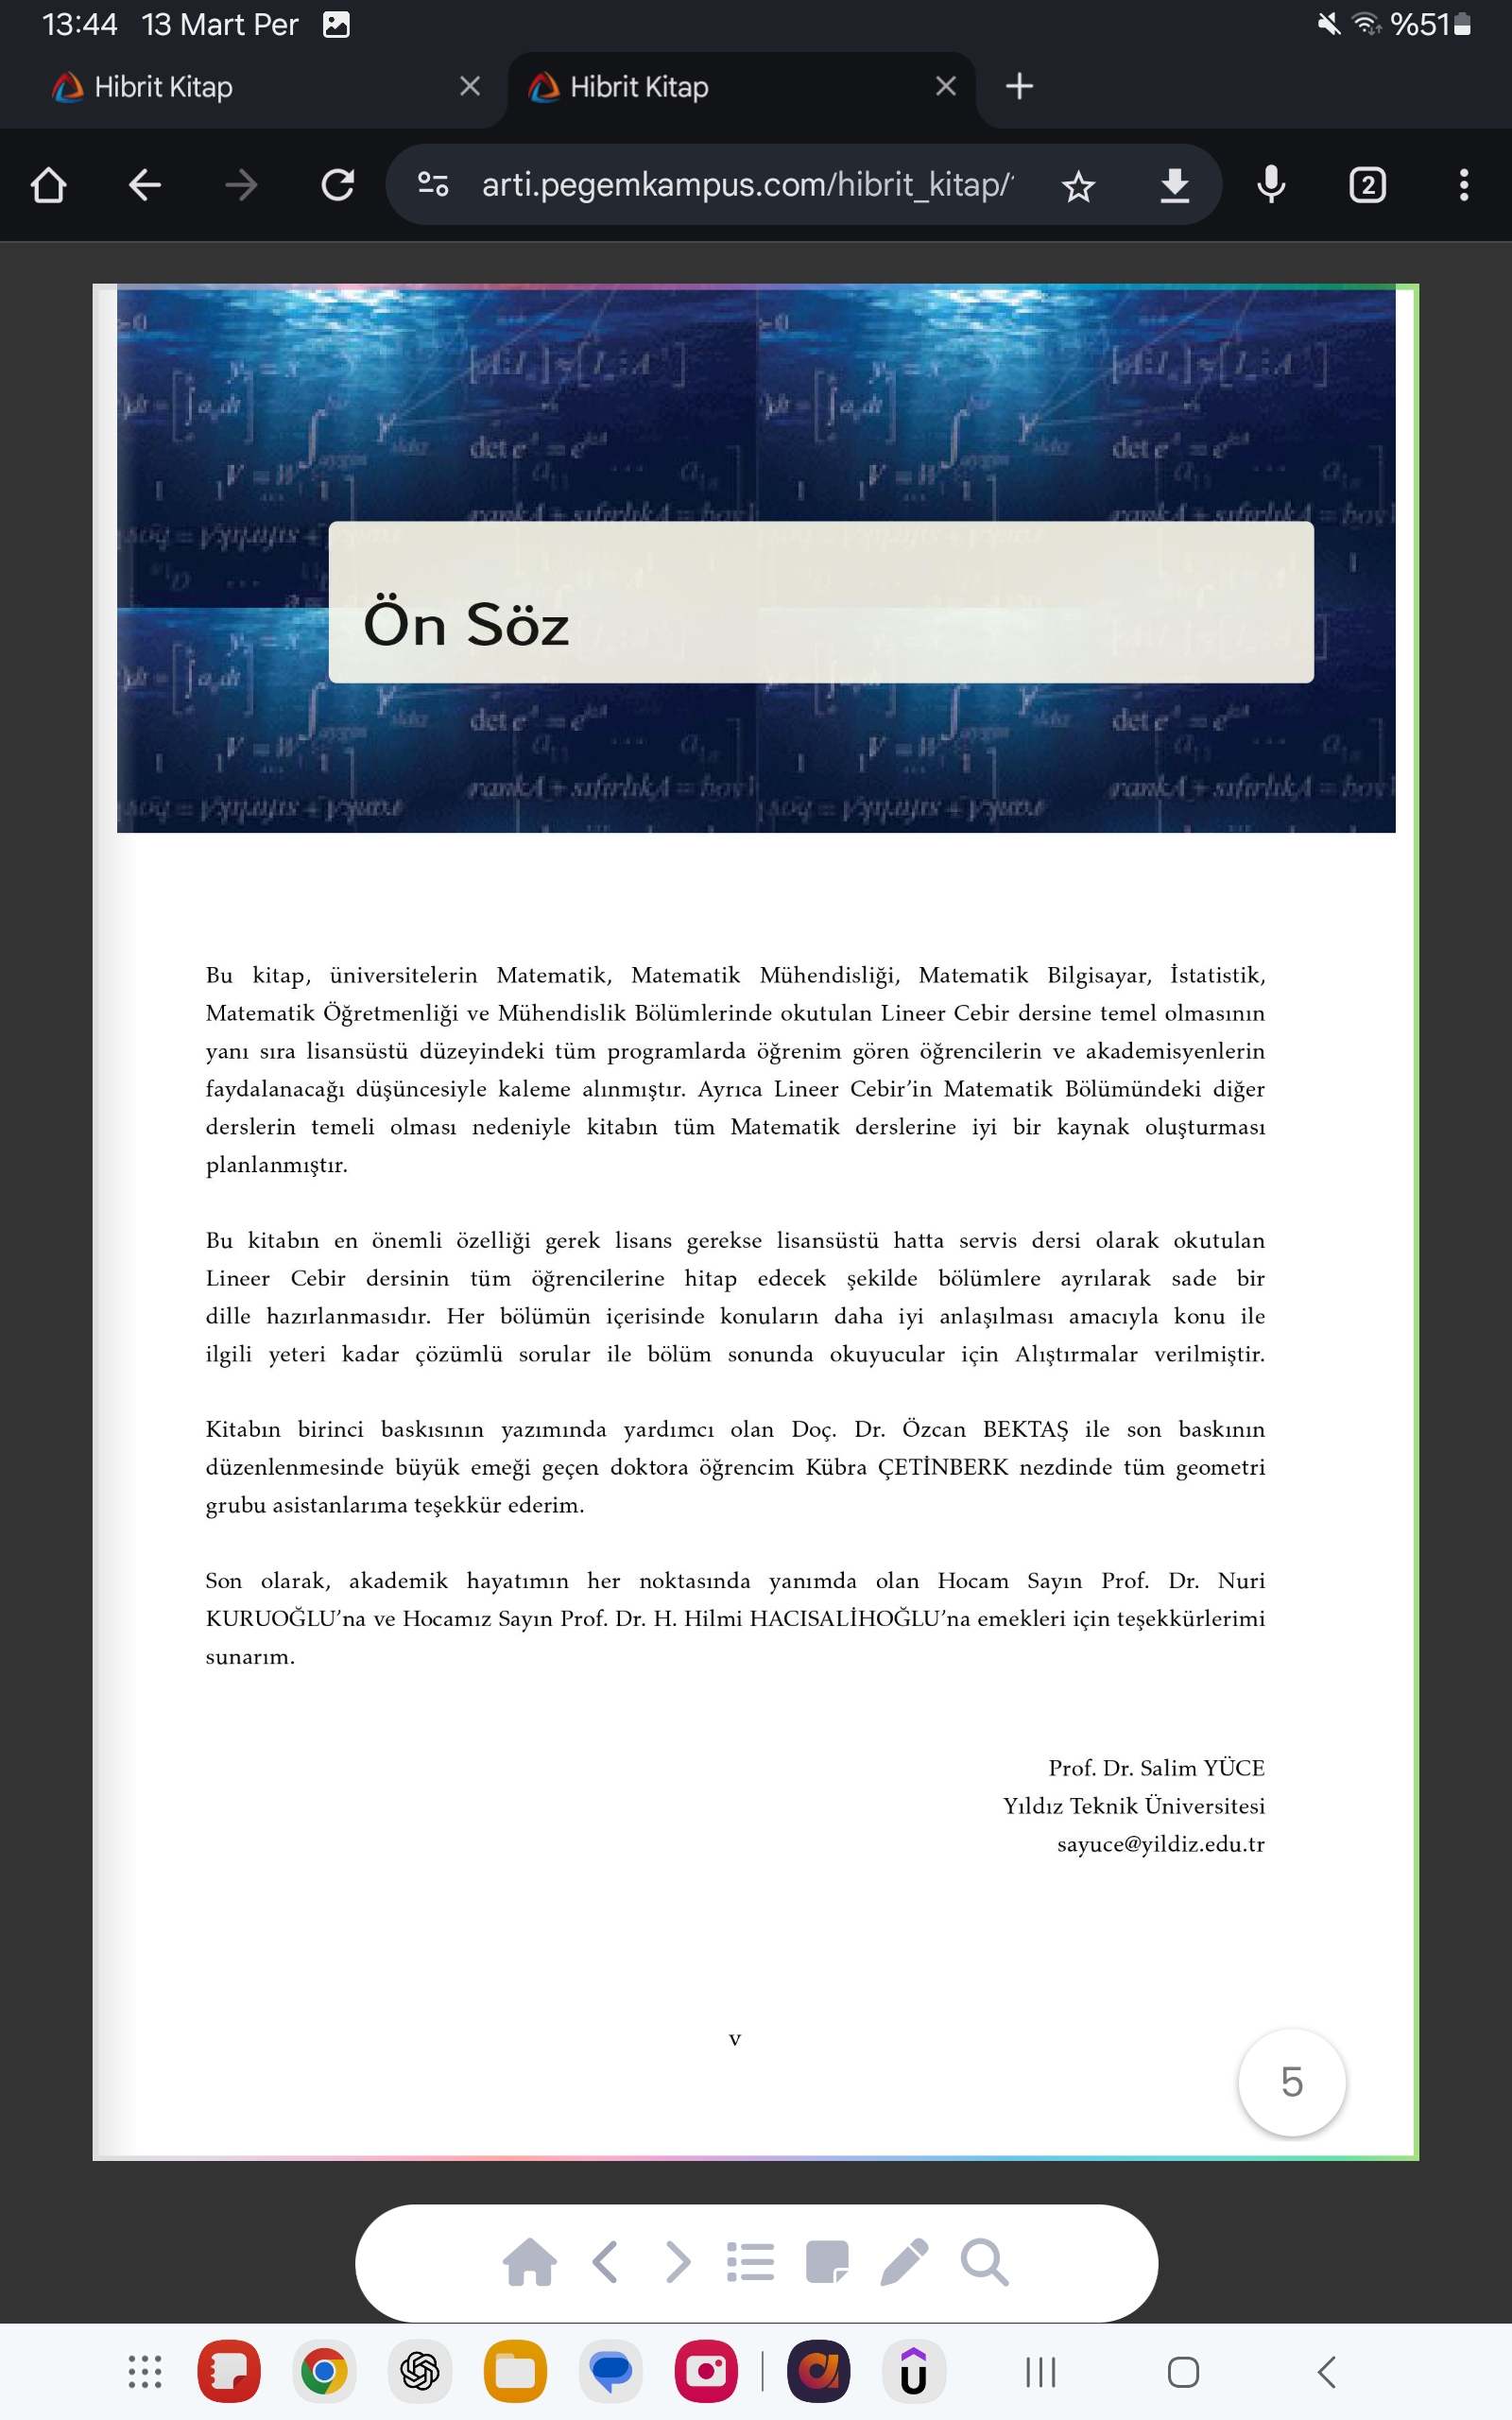 13:44 13 Mart Per %51
Hibrit Kitap Hibrit Kitap
arti.pegemkampus.com/hibrit_kitap/ 2
Ön Söz
Bu kitap, üniversitelerin Matematik, Matematik Mühendisliği, Matematik Bilgisayar, İstatistik,
Matematik Öğretmenliği ve Mühendislik Bölümlerinde okutulan Lineer Cebir dersine temel olmasının
yanı sıra lisansüstü düzeyindeki tüm programlarda öğrenim gören öğrencilerin ve akademisyenlerin
faydalanacağı düşüncesiyle kaleme alınmıştır. Ayrıca Lineer Cebir’in Matematik Bölümündeki diğer
derslerin temeli olması nedeniyle kitabın tüm Matematik derslerine iyi bir kaynak oluşturması
planlanmıştır.
Bu kitabın en önemli özelliği gerek lisans gerekse lisansüstü hatta servis dersi olarak okutulan
Lineer Cebir dersinin tüm öğrencilerine hitap edecek şekilde bölümlere ayrılarak sade bir
dille hazırlanmasıdır. Her bölümün içerisinde konuların daha iyi anlaşılması amacıyla konu ile
ilgili yeteri kadar çözümlü sorular ile bölüm sonunda okuyucular için Alıştırmalar verilmiştir.
Kitabın birinci baskısının yazımında yardımcı olan Doç. Dr. Özcan BEKTAŞ ile son baskının
düzenlenmesinde büyük emeği geçen doktora öğrencim Kübra ÇETİNBERK nezdinde tüm geometri
grubu asistanlarıma teşekkür ederim.
Son olarak, akademik hayatımın her noktasında yanımda olan Hocam Sayın Prof. Dr. Nuri
KURUOĞLU’na ve Hocamız Sayın Prof. Dr. H. Hilmi HACISALİHOĞLU’na emekleri için teşekkürlerimi
sunarım.
Prof. Dr. Salim YÜCE
Yıldız Teknik Üniversitesi
sayuce@yildiz.edu.tr
v
5